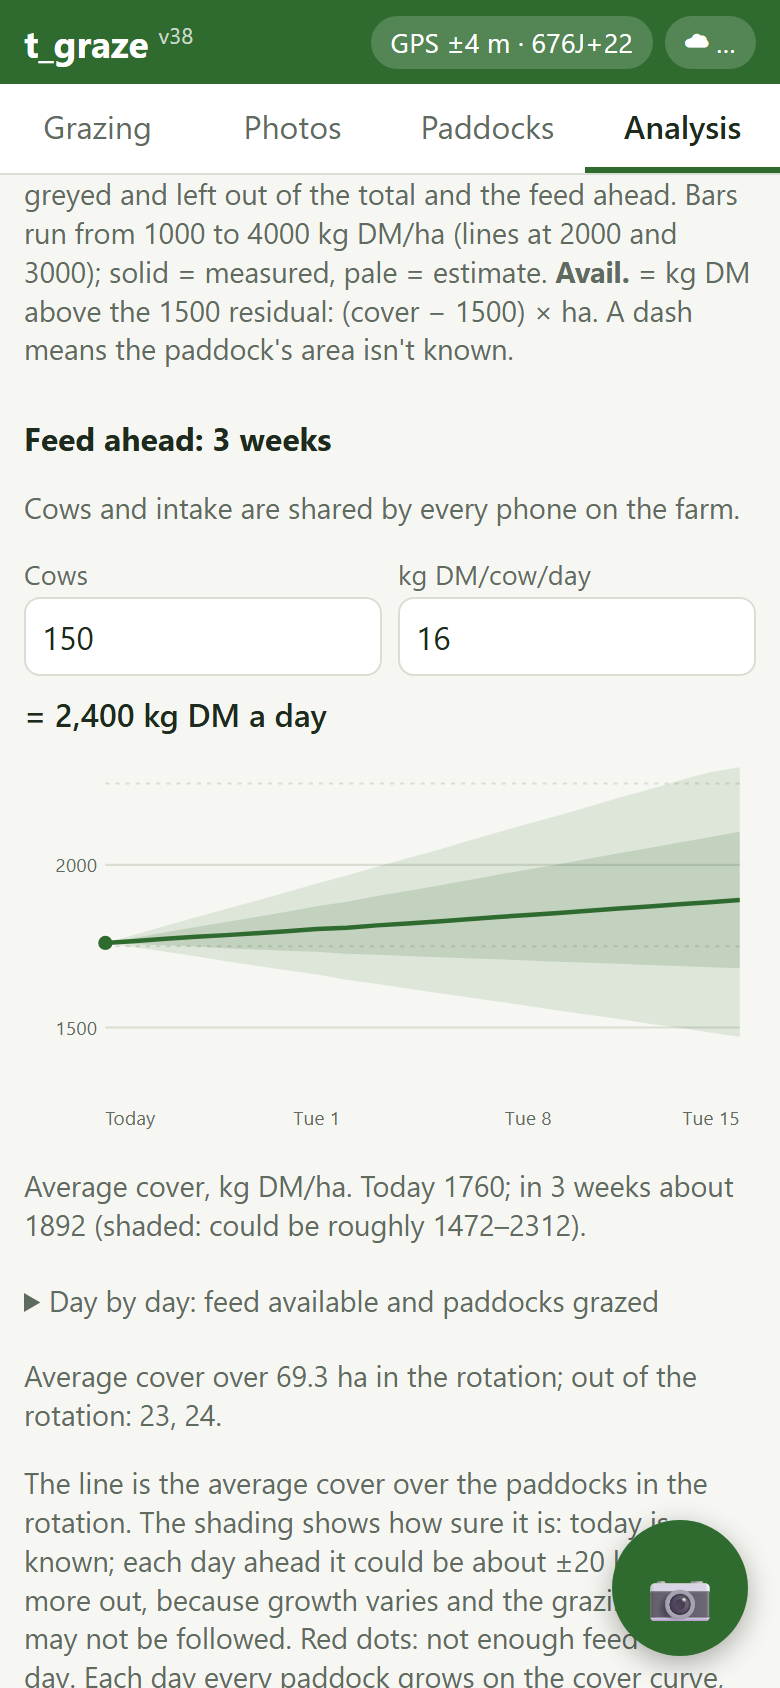 t_graze v38
GPS ±4 m · 676J+22
...
Grazing Photos Paddocks Analysis
greyed and left out of the total and the feed ahead. Bars
run from 1000 to 4000 kg DM/ha (lines at 2000 and
3000); solid = measured, pale = estimate. Avail. = kg DM
above the 1500 residual: (cover − 1500) × ha. A dash
means the paddock's area isn't known.
Feed ahead: 3 weeks
Cows and intake are shared by every phone on the farm.
Cows kg DM/cow/day
150 16
= 2,400 kg DM a day
2000
1500
Today Tue 1 Tue 8 Tue 15
Average cover, kg DM/ha. Today 1760; in 3 weeks about
1892 (shaded: could be roughly 1472–2312).
▶ Day by day: feed available and paddocks grazed
Average cover over 69.3 ha in the rotation; out of the
rotation: 23, 24.
The line is the average cover over the paddocks in the
rotation. The shading shows how sure it is: today is
known; each day ahead it could be about ±20
more out, because growth varies and the grazi
may not be followed. Red dots: not enough feed
day. Each day every paddock grows on the cover curve,